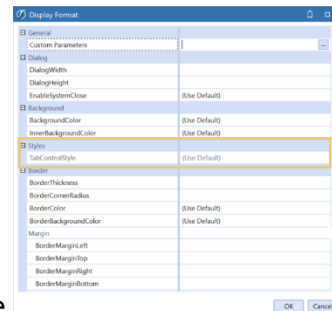 Display Format
General
Custom Parameters
Dialog
DialogWidth
DialogHeight
EnableSystemClose (Use Default)
Background
BackgroundColor (Use Default)
InnerBackgroundColor (Use Default)
Styles
TabControlStyle (Use Default)
Border
BorderThickness
BorderCornerRadius
BorderColor (Use Default)
BorderBackgroundColor (Use Default)
Margin
BorderMarginLeft
BorderMarginTop
BorderMarginRight
BorderMarginBottom
OK Cancel